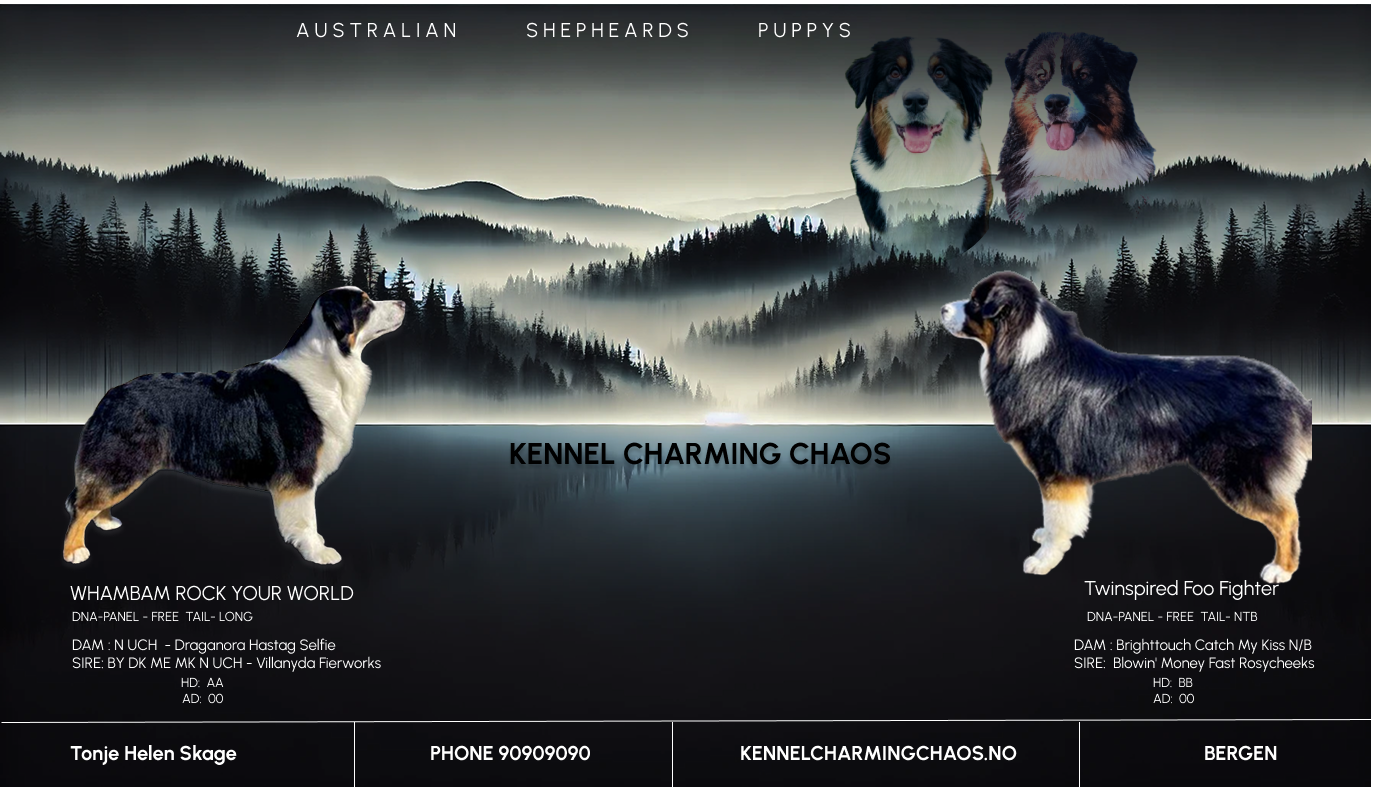 AUSTRALIAN SHEPHEARDS PUPPYS
KENNEL CHARMING CHAOS
WHAMBAM ROCK YOUR WORLD
DNA-PANEL - FREE TAIL- LONG
DAM : N UCH - Draganora Hastag Selfie
SIRE: BY DK ME MK N UCH - Villanyda Fierworks
HD: AA
AD: 00
Twinspired Foo Fighter
DNA-PANEL - FREE TAIL- NTB
DAM : Brighttouch Catch My Kiss N/B
SIRE: Blowin' Money Fast Rosycheeks
HD: BB
AD: 00
Tonje Helen Skage
PHONE 90909090
KENNELCHARMINGCHAOS.NO
BERGEN